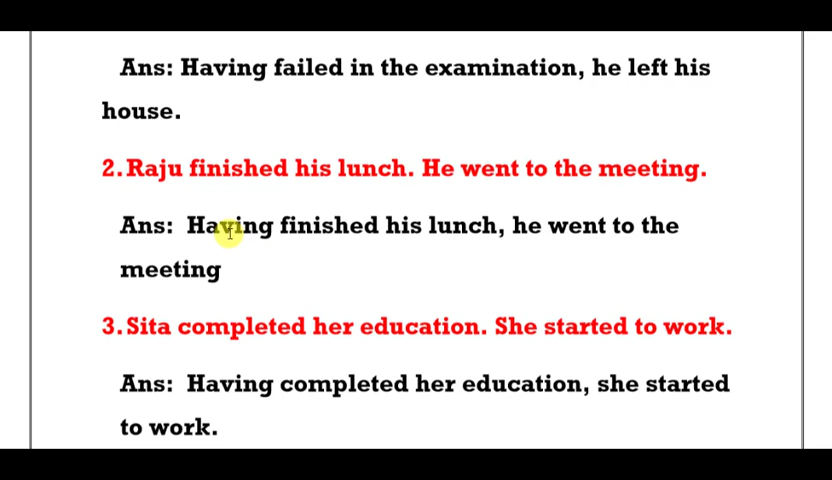 Ans: Having failed in the examination, he left his
house.
2. Raju finished his lunch. He went to the meeting.
Ans: Having finished his lunch, he went to the
meeting
3. Sita completed her education. She started to work.
Ans: Having completed her education, she started
to work.